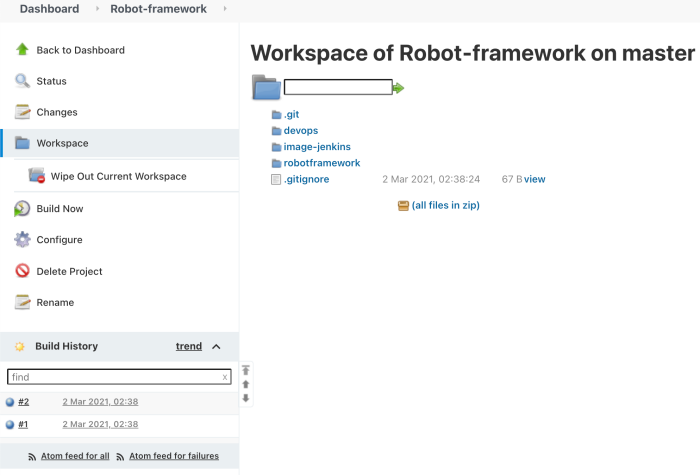 Dashboard Robot-framework
Back to Dashboard
Status
Changes
Workspace
Wipe Out Current Workspace
Build Now
Configure
Delete Project
Rename
Build History trend
find x
#2 2 Mar 2021, 02:38
#1 2 Mar 2021, 02:38
Atom feed for all Atom feed for failures
Workspace of Robot-framework on master
.git
devops
image-jenkins
robotframework
.gitignore 2 Mar 2021, 02:38:24 67 B view
(all files in zip)